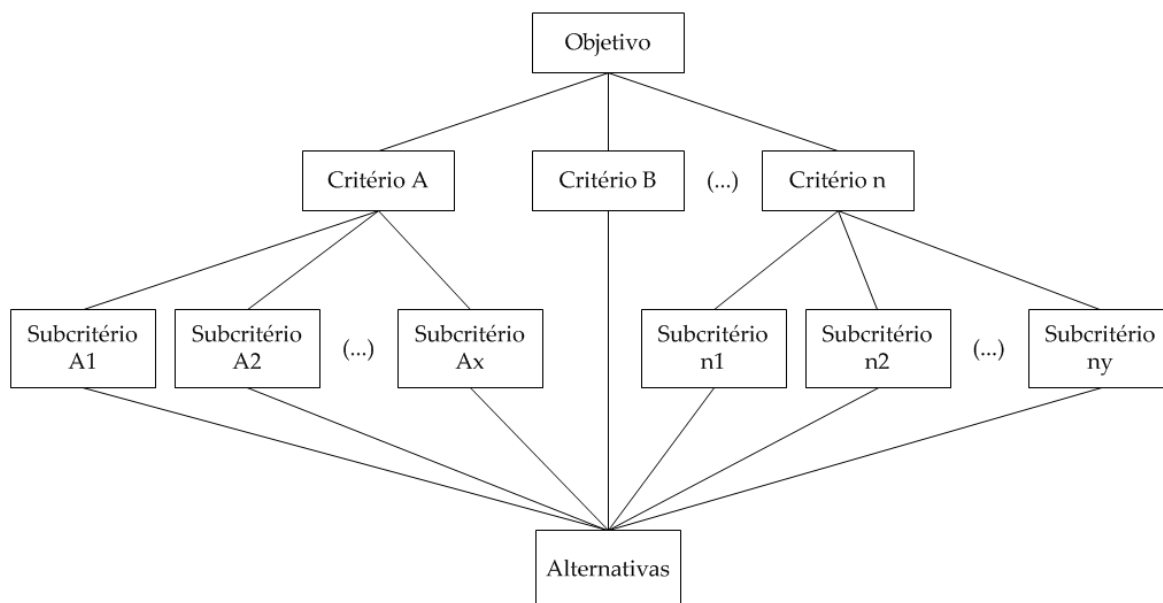 Objetivo
Critério A
Critério B
(...)
Critério n
Subcritério
A1
Subcritério
A2
(...)
Subcritério
Ax
Subcritério
n1
Subcritério
n2
(...)
Subcritério
ny
Alternativas